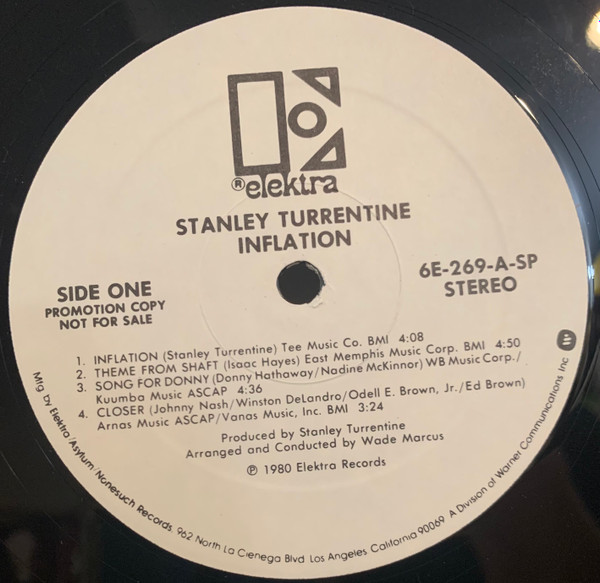 ® elektra
STANLEY TURRENTINE
INFLATION
SIDE ONE
PROMOTION COPY
NOT FOR SALE
6E-269-A-SP
STEREO
1. INFLATION (Stanley Turrentine) Tee Music Co. BMI 4:08
2. THEME FROM SHAFT (Isaac Hayes) East Memphis Music Corp. BMI 4:50
3. SONG FOR DONNY (Donny Hathaway/Nadine McKinnor) WB Music Corp./
Kuumba Music ASCAP 4:36
4. CLOSER (Johnny Nash/Winston DeLandro/Odell E. Brown, Jr./Ed Brown)
Arnas Music ASCAP/Vanas Music, Inc. BMI 3:24
Produced by Stanley Turrentine
Arranged and Conducted by Wade Marcus
℗ 1980 Elektra Records
Mfg. by Elektra/Asylum/Nonesuch Records, 962 North La Cienega Blvd. Los Angeles California 90069 A Division of Warner Communications Inc